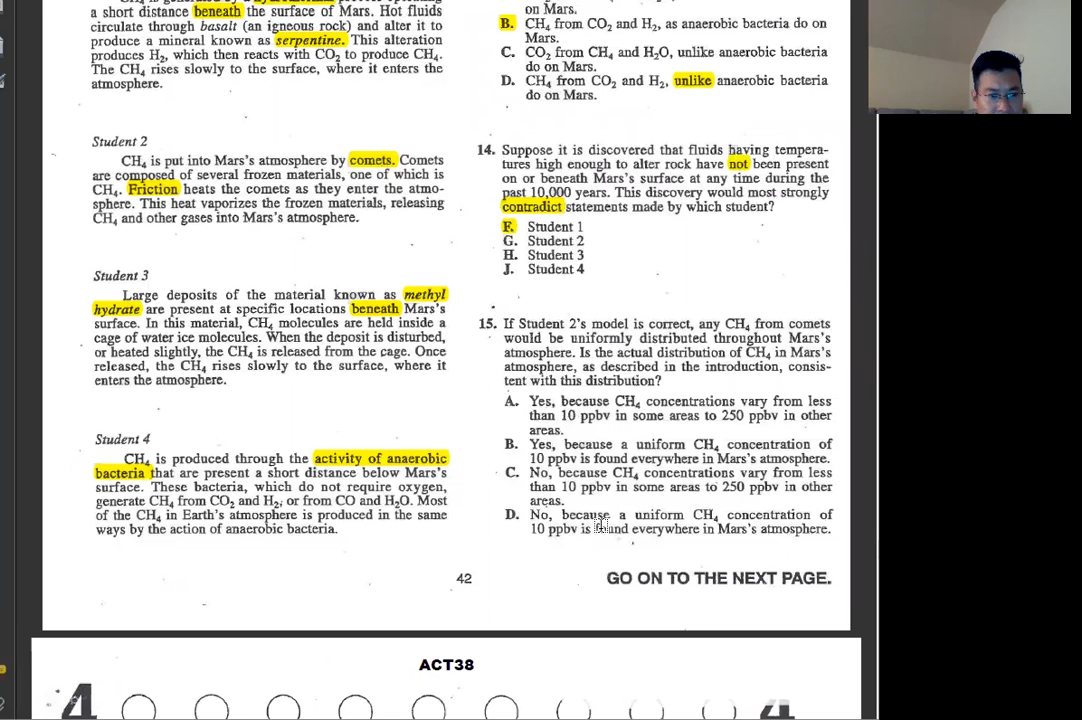 a short distance beneath the surface of Mars. Hot fluids
circulate through basalt (an igneous rock) and alter it to
produce a mineral known as serpentine. This alteration
produces H₂, which then reacts with CO₂ to produce CH₄.
The CH₄ rises slowly to the surface, where it enters the
atmosphere.
Student 2
CH₄ is put into Mars's atmosphere by comets. Comets
are composed of several frozen materials, one of which is
CH₄. Friction heats the comets as they enter the atmo-
sphere. This heat vaporizes the frozen materials, releasing
CH₄ and other gases into Mars's atmosphere.
Student 3
Large deposits of the material known as methyl
hydrate are present at specific locations beneath Mars's
surface. In this material, CH₄ molecules are held inside a
cage of water ice molecules. When the deposit is disturbed,
or heated slightly, the CH₄ is released from the cage. Once
released, the CH₄ rises slowly to the surface, where it
enters the atmosphere.
Student 4
CH₄ is produced through the activity of anaerobic
bacteria that are present a short distance below Mars's
surface. These bacteria, which do not require oxygen,
generate CH₄ from CO₂ and H₂, or from CO and H₂O. Most
of the CH₄ in Earth's atmosphere is produced in the same
ways by the action of anaerobic bacteria.
on Mars.
B. CH₄ from CO₂ and H₂, as anaerobic bacteria do on
Mars.
C. CO₂ from CH₄ and H₂O, unlike anaerobic bacteria
do on Mars.
D. CH₄ from CO₂ and H₂, unlike anaerobic bacteria
do on Mars.
14. Suppose it is discovered that fluids having tempera-
tures high enough to alter rock have not been present
on or beneath Mars's surface at any time during the
past 10,000 years. This discovery would most strongly
contradict statements made by which student?
F. Student 1
G. Student 2
H. Student 3
J. Student 4
15. If Student 2's model is correct, any CH₄ from comets
would be uniformly distributed throughout Mars's
atmosphere. Is the actual distribution of CH₄ in Mars's
atmosphere, as described in the introduction, consis-
tent with this distribution?
A. Yes, because CH₄ concentrations vary from less
than 10 ppbv in some areas to 250 ppbv in other
areas.
B. Yes, because a uniform CH₄ concentration of
10 ppbv is found everywhere in Mars's atmosphere.
C. No, because CH₄ concentrations vary from less
than 10 ppbv in some areas to 250 ppbv in other
areas.
D. No, because a uniform CH₄ concentration of
10 ppbv is found everywhere in Mars's atmosphere.
42
GO ON TO THE NEXT PAGE.
ACT38
4
4